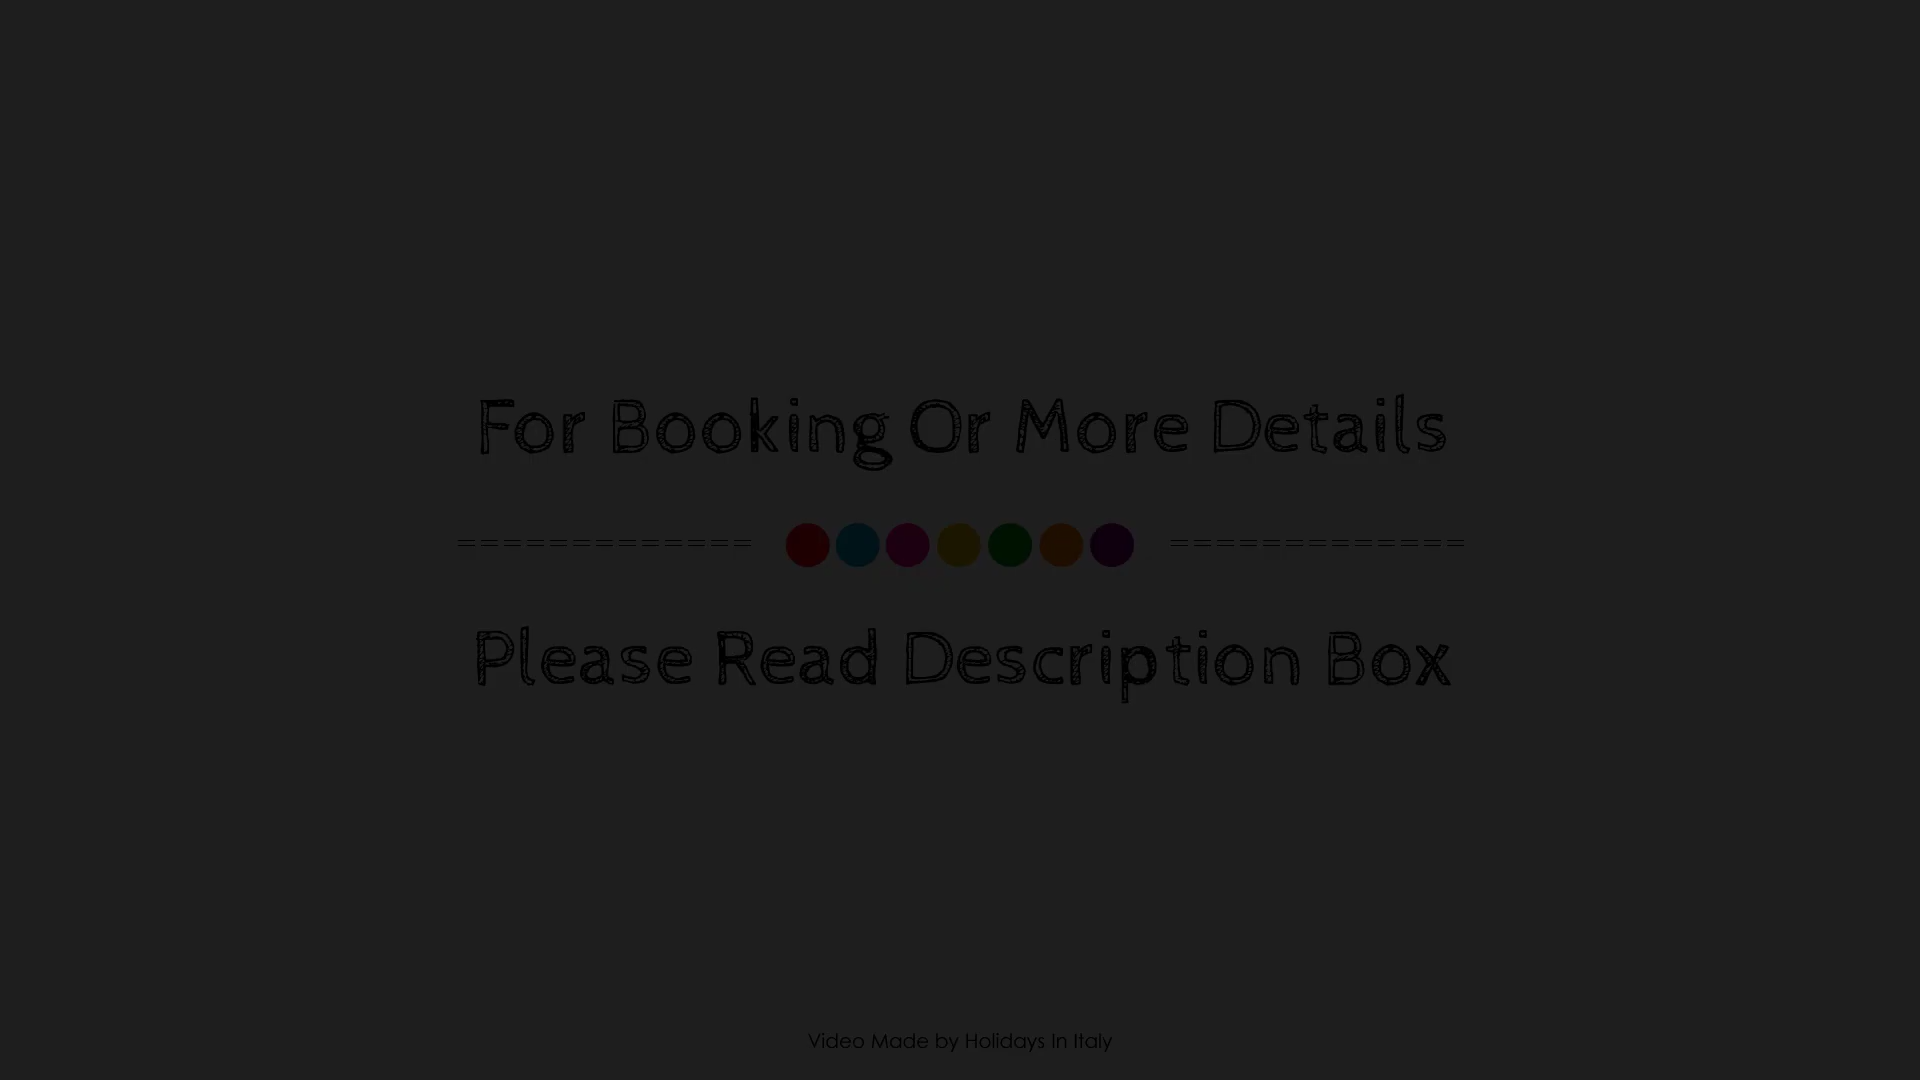 For Booking Or More Details
============= =============
Please Read Description Box
Video Made by Holidays In Italy